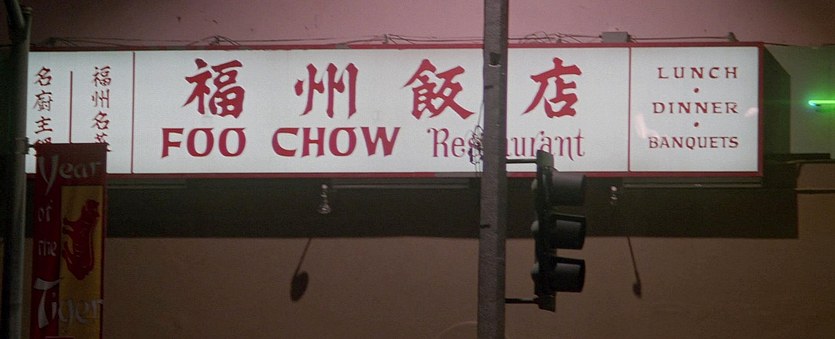 福州飯店
FOO CHOW Restaurant
LUNCH
DINNER
BANQUETS
福州名
名廚主
Year
of
the
Tiger